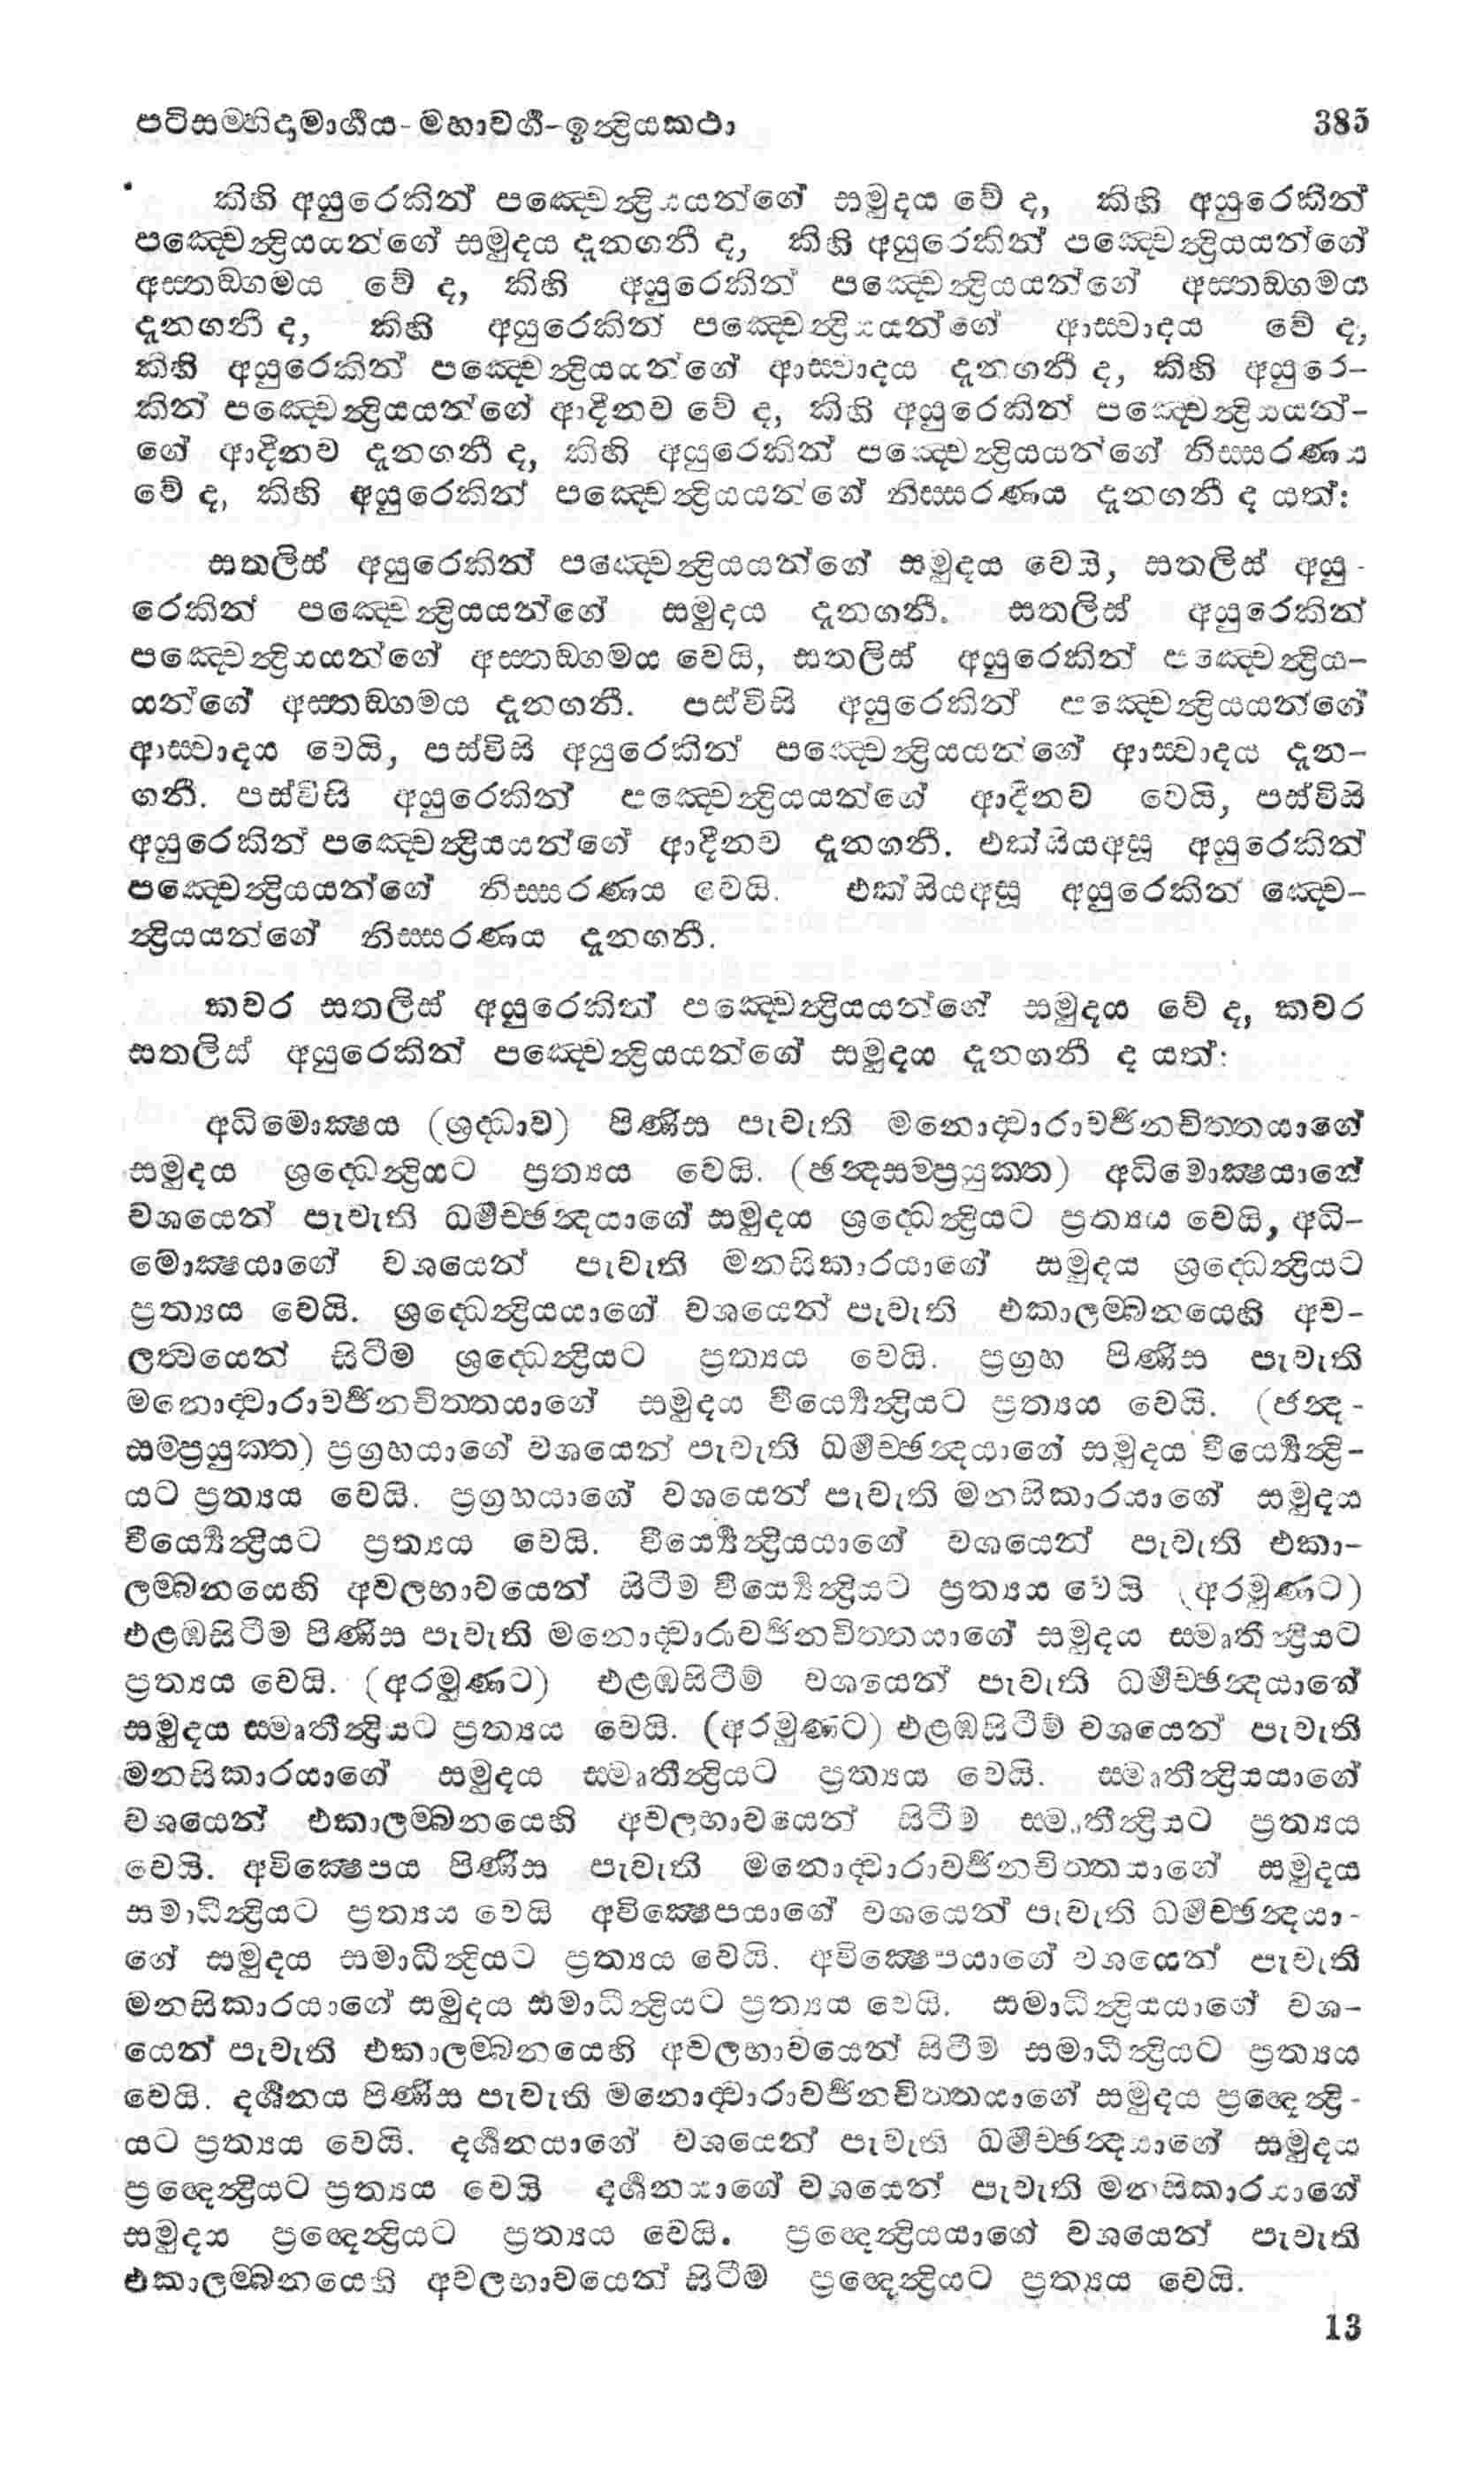 පටිසම්භිදාමාර්ගය-මහාවර්ග-ඉන්ද්‍රියකථා 385
කිහි අයුරෙකින් පඤ්චෙන්ද්‍රියයන්ගේ සමුදය වේ ද, කිහි අයුරෙකින්
පඤ්චෙන්ද්‍රියයන්ගේ සමුදය දැනගනී ද, කිහි අයුරෙකින් පඤ්චෙන්ද්‍රියයන්ගේ
අස්තඞ්ගමය වේ ද, කිහි අයුරෙකින් පඤ්චෙන්ද්‍රියයන්ගේ අස්තඞ්ගමය
දැනගනී ද, කිහි අයුරෙකින් පඤ්චෙන්ද්‍රියයන්ගේ ආස්වාදය වේ ද,
කිහි අයුරෙකින් පඤ්චෙන්ද්‍රියයන්ගේ ආස්වාදය දැනගනී ද, කිහි අයුරෙ-
කින් පඤ්චෙන්ද්‍රියයන්ගේ ආදීනව වේ ද, කිහි අයුරෙකින් පඤ්චෙන්ද්‍රියයන්-
ගේ ආදීනව දැනගනී ද, කිහි අයුරෙකින් පඤ්චෙන්ද්‍රියයන්ගේ නිස්සරණය
වේ ද, කිහි අයුරෙකින් පඤ්චෙන්ද්‍රියයන්ගේ නිස්සරණය දැනගනී ද යත්:
සතලිස් අයුරෙකින් පඤ්චෙන්ද්‍රියයන්ගේ සමුදය වෙයි, සතලිස් අයු-
රෙකින් පඤ්චෙන්ද්‍රියයන්ගේ සමුදය දැනගනී. සතලිස් අයුරෙකින්
පඤ්චෙන්ද්‍රියයන්ගේ අස්තඞ්ගමය වෙයි, සතලිස් අයුරෙකින් පඤ්චෙන්ද්‍රිය-
යන්ගේ අස්තඞ්ගමය දැනගනී. පස්විසි අයුරෙකින් පඤ්චෙන්ද්‍රියයන්ගේ
ආස්වාදය වෙයි, පස්විසි අයුරෙකින් පඤ්චෙන්ද්‍රියයන්ගේ ආස්වාදය දැන-
ගනී. පස්විසි අයුරෙකින් පඤ්චෙන්ද්‍රියයන්ගේ ආදීනව වෙයි, පස්විසි
අයුරෙකින් පඤ්චෙන්ද්‍රියයන්ගේ ආදීනව දැනගනී. එක්සියඅසූ අයුරෙකින්
පඤ්චෙන්ද්‍රියයන්ගේ නිස්සරණය වෙයි. එක්සියඅසූ අයුරෙකින් ඤ්චෙ-
න්ද්‍රියයන්ගේ නිස්සරණය දැනගනී.
කවර සතලිස් අයුරෙකින් පඤ්චෙන්ද්‍රියයන්ගේ සමුදය වේ ද, කවර
සතලිස් අයුරෙකින් පඤ්චෙන්ද්‍රියයන්ගේ සමුදය දැනගනී ද යත්:
අධිමොක්ෂය (ශ්‍රද්ධාව) පිණිස පැවැති මනොද්වාරාවර්ජනචිත්තයාගේ
සමුදය ශ්‍රද්ධෙන්ද්‍රියට ප්‍රත්‍යය වෙයි. (ඡන්දසම්ප්‍රයුක්ත) අධිමොක්ෂයාගේ
වශයෙන් පැවැති ධර්මච්ඡන්දයාගේ සමුදය ශ්‍රද්ධෙන්ද්‍රියට ප්‍රත්‍යය වෙයි, අධි-
මොක්ෂයාගේ වශයෙන් පැවැති මනසිකාරයාගේ සමුදය ශ්‍රද්ධෙන්ද්‍රියට
ප්‍රත්‍යය වෙයි. ශ්‍රද්ධෙන්ද්‍රියයාගේ වශයෙන් පැවැති එකාලම්බනයෙහි අව-
ලත්වයෙන් සිටීම ශ්‍රද්ධෙන්ද්‍රියට ප්‍රත්‍යය වෙයි. ප්‍රග්‍රහ පිණිස පැවැති
මනොද්වාරාවර්ජනචිත්තයාගේ සමුදය වීර්ය්‍යෙන්ද්‍රියට ප්‍රත්‍යය වෙයි. (ඡන්ද-
සම්ප්‍රයුක්ත) ප්‍රග්‍රහයාගේ වශයෙන් පැවැති ධර්මච්ඡන්දයාගේ සමුදය වීර්ය්‍යෙන්ද්‍රි-
යට ප්‍රත්‍යය වෙයි. ප්‍රග්‍රහයාගේ වශයෙන් පැවැති මනසිකාරයාගේ සමුදය
වීර්ය්‍යෙන්ද්‍රියට ප්‍රත්‍යය වෙයි. වීර්ය්‍යෙන්ද්‍රියයාගේ වශයෙන් පැවැති එකා-
ලම්බනයෙහි අවලභාවයෙන් සිටීම වීර්ය්‍යෙන්ද්‍රියට ප්‍රත්‍යය වෙයි (අරමුණට)
එළඹසිටීම පිණිස පැවැති මනොද්වාරාවර්ජනචිත්තයාගේ සමුදය ස්මෘතීන්ද්‍රියට
ප්‍රත්‍යය වෙයි. (අරමුණට) එළඹසිටීම් වශයෙන් පැවැති ධර්මච්ඡන්දයාගේ
සමුදය ස්මෘතීන්ද්‍රියට ප්‍රත්‍යය වෙයි. (අරමුණට) එළඹසිටීම් වශයෙන් පැවැති
මනසිකාරයාගේ සමුදය ස්මෘතීන්ද්‍රියට ප්‍රත්‍යය වෙයි. ස්මෘතීන්ද්‍රියයාගේ
වශයෙන් එකාලම්බනයෙහි අවලභාවයෙන් සිටීම ස්මෘතීන්ද්‍රියට ප්‍රත්‍යය
වෙයි. අවික්ෂෙපය පිණිස පැවැති මනොද්වාරාවර්ජනචිත්තයාගේ සමුදය
සමාධීන්ද්‍රියට ප්‍රත්‍යය වෙයි අවික්ෂෙපයාගේ වශයෙන් පැවැති ධර්මච්ඡන්දයා-
ගේ සමුදය සමාධීන්ද්‍රියට ප්‍රත්‍යය වෙයි. අවික්ෂෙපයාගේ වශයෙන් පැවැති
මනසිකාරයාගේ සමුදය සමාධීන්ද්‍රියට ප්‍රත්‍යය වෙයි. සමාධීන්ද්‍රියයාගේ වශ-
යෙන් පැවැති එකාලම්බනයෙහි අවලභාවයෙන් සිටීම සමාධීන්ද්‍රියට ප්‍රත්‍යය
වෙයි. දර්ශනය පිණිස පැවැති මනොද්වාරාවර්ජනචිත්තයාගේ සමුදය ප්‍රඥෙන්ද්‍රි-
යට ප්‍රත්‍යය වෙයි. දර්ශනයාගේ වශයෙන් පැවැති ධර්මච්ඡන්දයාගේ සමුදය
ප්‍රඥෙන්ද්‍රියට ප්‍රත්‍යය වෙයි දර්ශනයාගේ වශයෙන් පැවැති මනසිකාරයාගේ
සමුදය ප්‍රඥෙන්ද්‍රියට ප්‍රත්‍යය වෙයි. ප්‍රඥෙන්ද්‍රියයාගේ වශයෙන් පැවැති
එකාලම්බනයෙහි අවලභාවයෙන් සිටීම ප්‍රඥෙන්ද්‍රියට ප්‍රත්‍යය වෙයි.
13